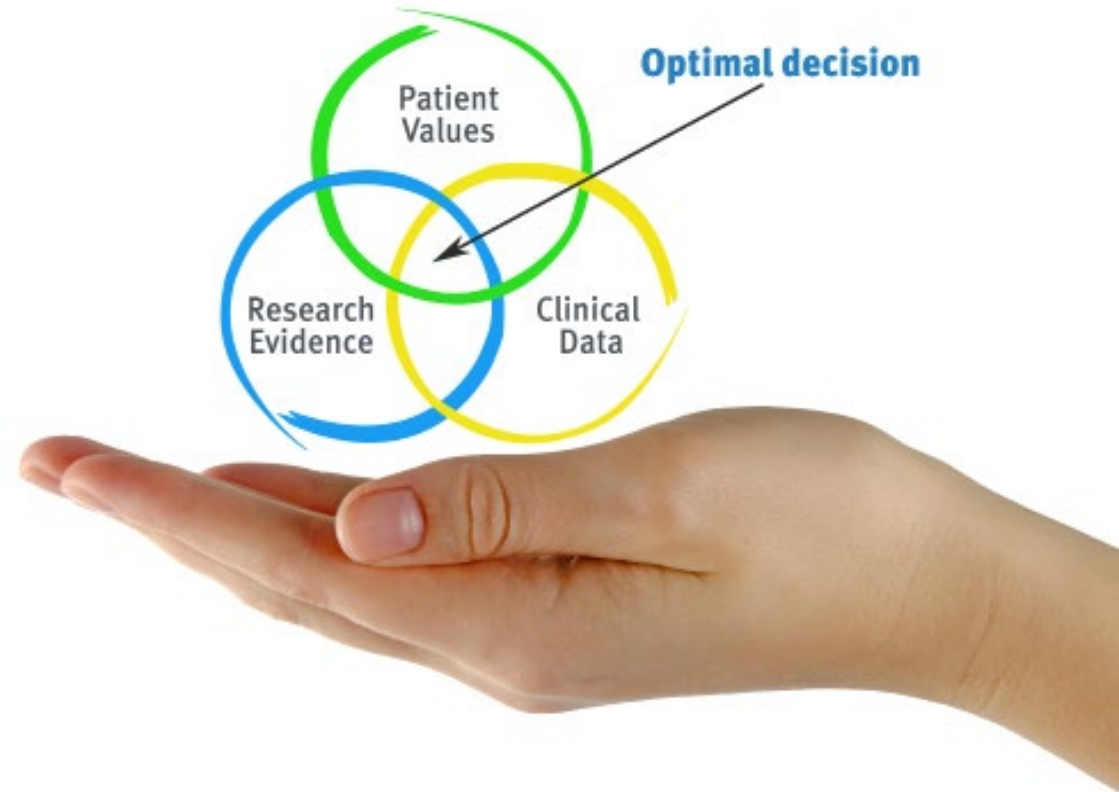 Optimal decision
Patient
Values
Research
Evidence
Clinical
Data